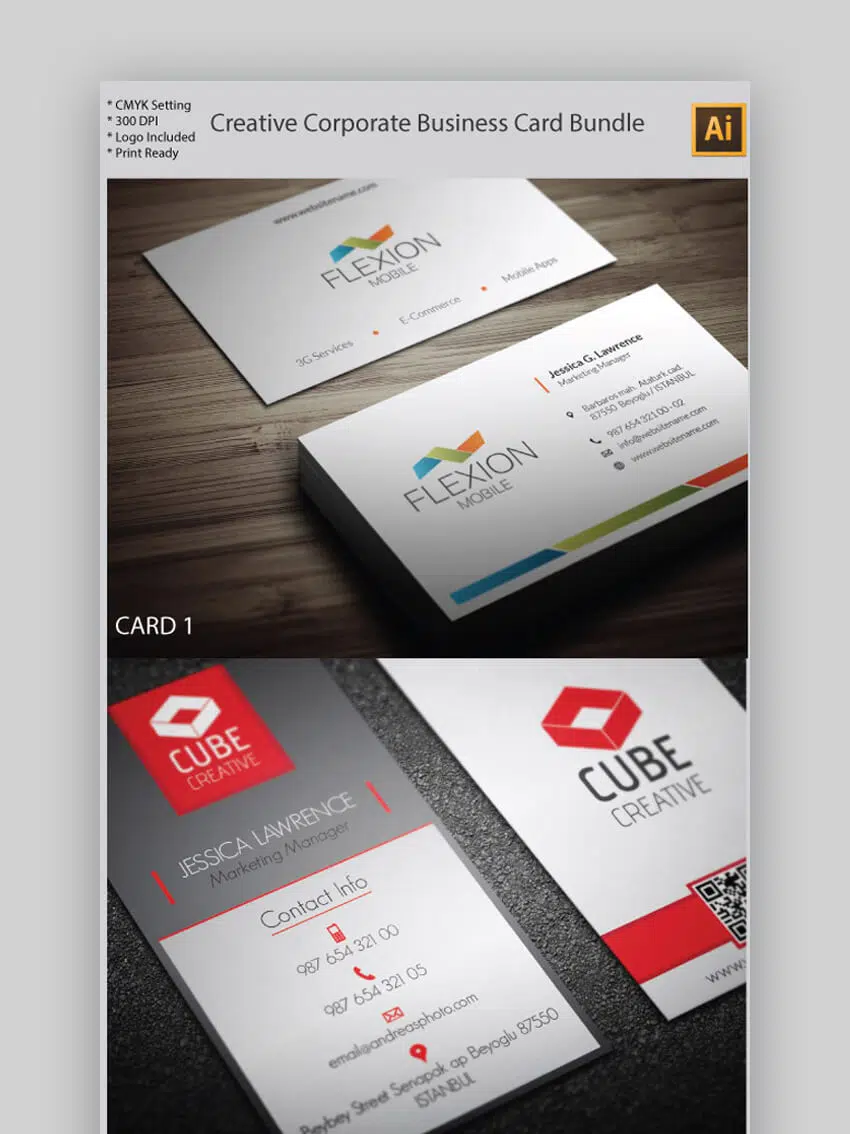 * CMYK Setting
* 300 DPI
* Logo Included
* Print Ready
Creative Corporate Business Card Bundle
Ai
www.websitename.com
FLEXION
MOBILE
3G Services
E-Commerce
Mobile Apps
Jessica G. Lawrence
Marketing Manager
Barbaros mah. Ataturk cad.
87550 Beyoglu / ISTANBUL
987 654 321 00 - 02
info@websitename.com
www.websitename.com
FLEXION
MOBILE
CARD 1
CUBE
CREATIVE
JESSICA LAWRENCE
Marketing Manager
Contact Info
987 654 321 00
987 654 321 05
email@andreasphoto.com
Beybey Street Senapok ap Beyoglu 87550
ISTANBUL
CUBE
CREATIVE
www.